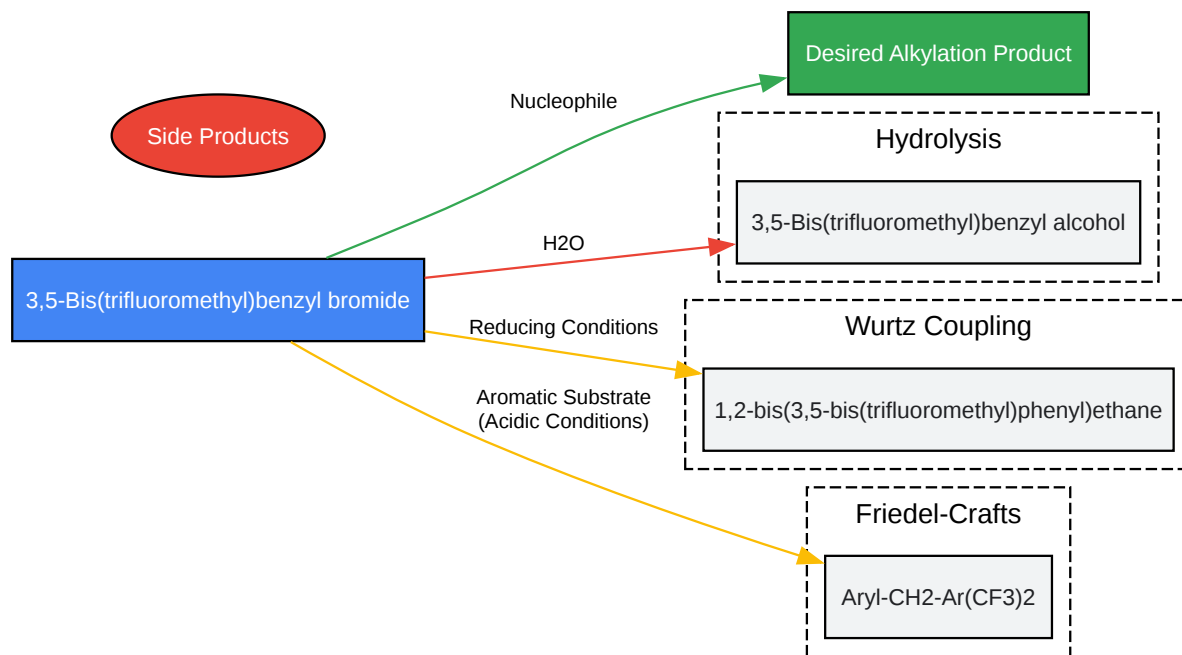 Desired Alkylation Product
Nucleophile
Side Products
Hydrolysis
3,5-Bis(trifluoromethyl)benzyl alcohol
H2O
3,5-Bis(trifluoromethyl)benzyl bromide
Reducing Conditions
Wurtz Coupling
1,2-bis(3,5-bis(trifluoromethyl)phenyl)ethane
Aromatic Substrate
(Acidic Conditions)
Friedel-Crafts
Aryl-CH2-Ar(CF3)2